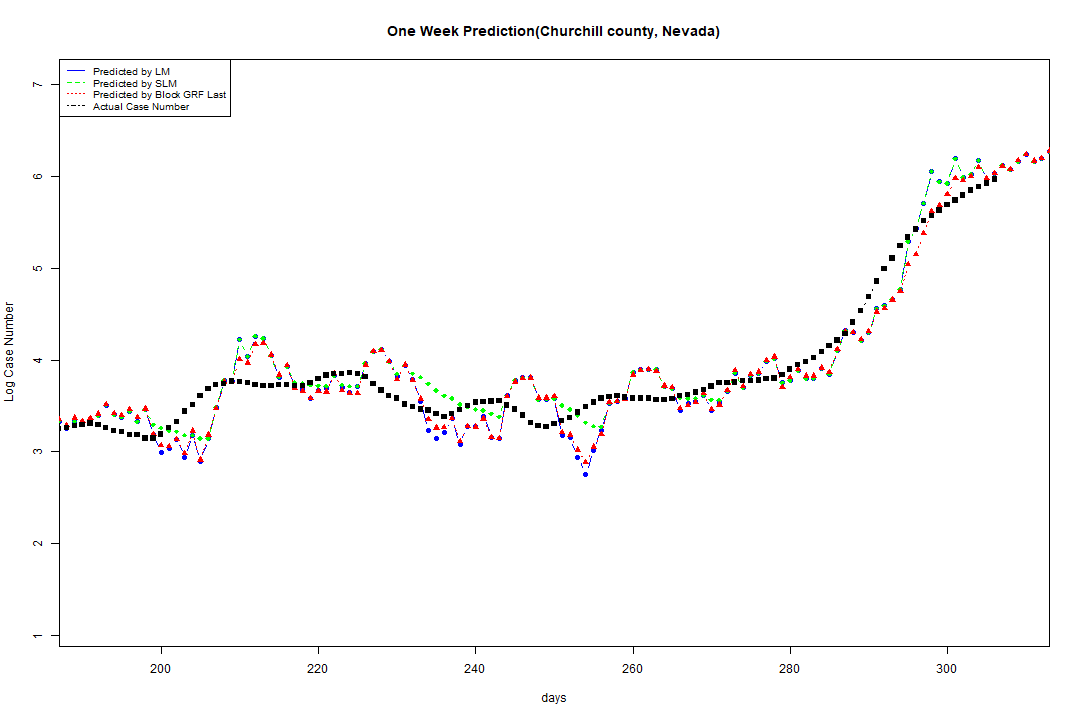 One Week Prediction(Churchill county, Nevada)
Predicted by LM
Predicted by SLM
Predicted by Block GRF Last
Actual Case Number
7
6
5
4
3
2
1
Log Case Number
200
220
240
260
280
300
days